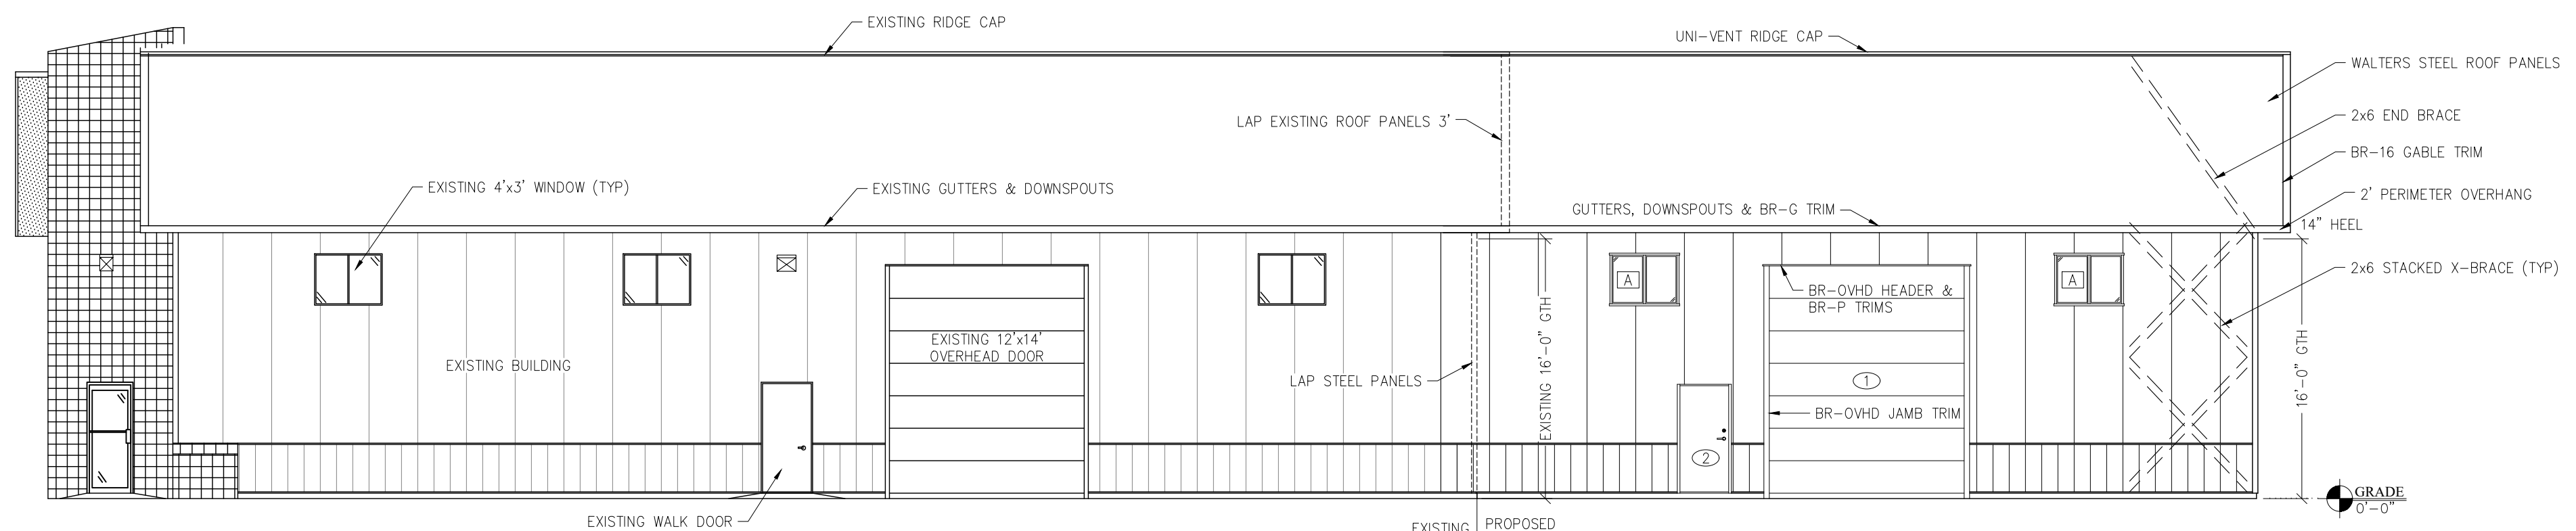 EXISTING RIDGE CAP
UNI-VENT RIDGE CAP
WALTERS STEEL ROOF PANELS
LAP EXISTING ROOF PANELS 3'
2x6 END BRACE
BR-16 GABLE TRIM
EXISTING 4'x3' WINDOW (TYP)
EXISTING GUTTERS & DOWNSPOUTS
2' PERIMETER OVERHANG
GUTTERS, DOWNSPOUTS & BR-G TRIM
14" HEEL
2x6 STACKED X-BRACE (TYP)
A
A
BR-OVHD HEADER &
BR-P TRIMS
EXISTING 12'x14'
OVERHEAD DOOR
EXISTING BUILDING
LAP STEEL PANELS
EXISTING 16'-0" GTH
1
16'-0" GTH
BR-OVHD JAMB TRIM
2
GRADE
0'-0"
EXISTING WALK DOOR
EXISTING
PROPOSED